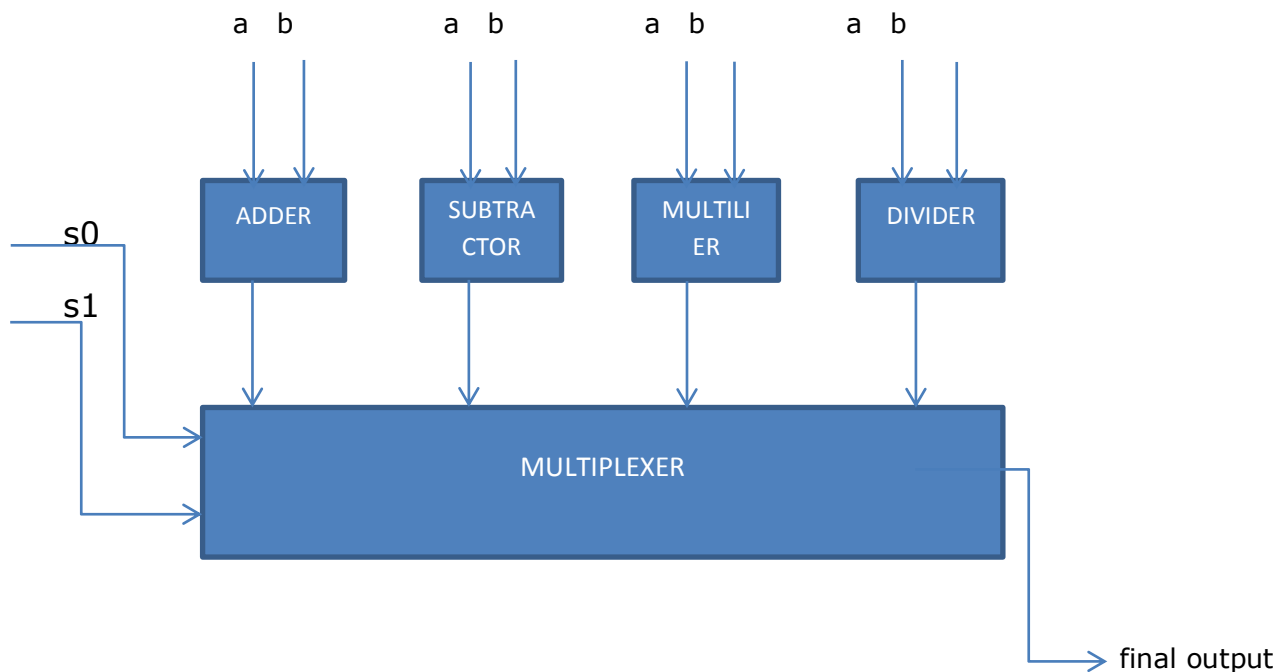 a b
a b
a b
a b
ADDER
SUBTRA
CTOR
MULTILI
ER
DIVIDER
s0
s1
MULTIPLEXER
final output